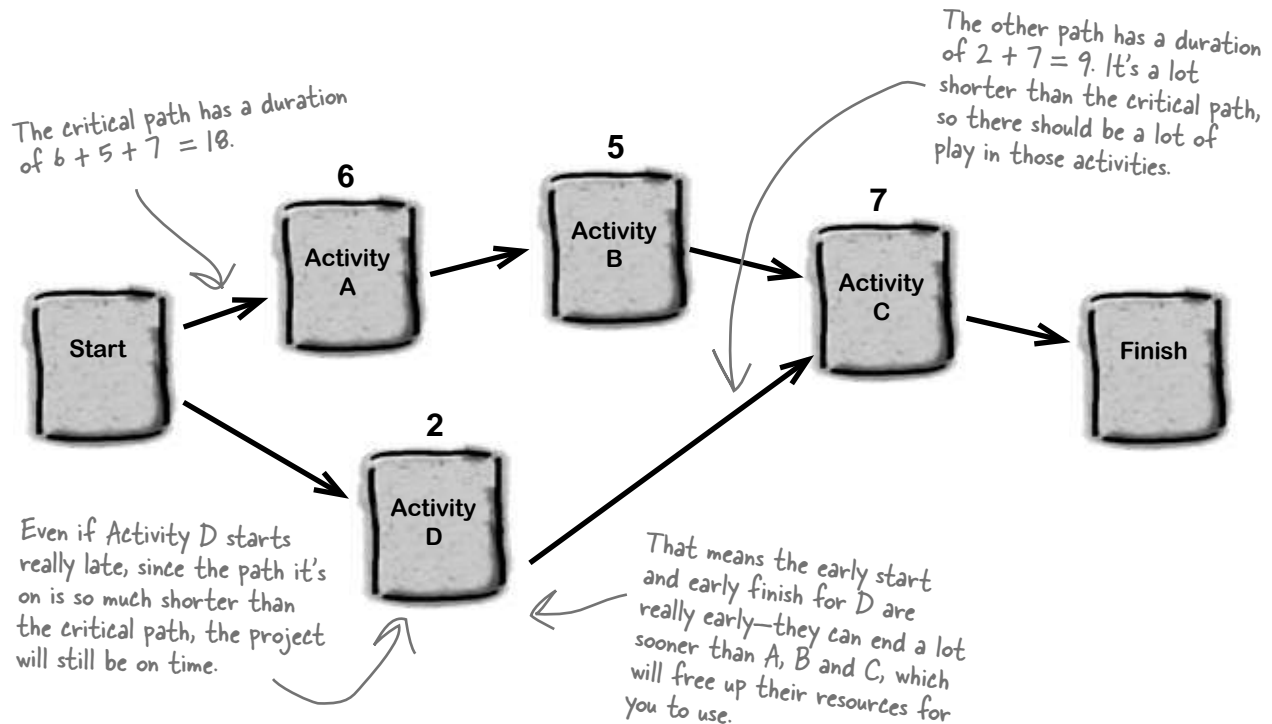 The other path has a duration
of 2 + 7 = 9. It's a lot
shorter than the critical path,
so there should be a lot of
play in those activities.
The critical path has a duration
of 6 + 5 + 7 = 18.
6
Activity
A
5
Activity
B
7
Activity
C
Start
Finish
2
Activity
D
Even if Activity D starts
really late, since the path it's
on is so much shorter than
the critical path, the project
will still be on time.
That means the early start
and early finish for D are
really early—they can end a lot
sooner than A, B and C, which
will free up their resources for
you to use.